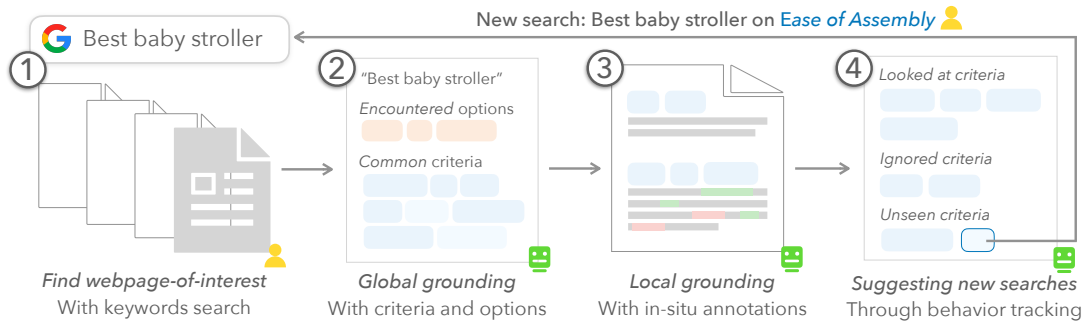 New search: Best baby stroller on Ease of Assembly
Best baby stroller
1
2
3
4
"Best baby stroller"
Encountered options
Common criteria
Looked at criteria
Ignored criteria
Unseen criteria
Find webpage-of-interest
With keywords search
Global grounding
With criteria and options
Local grounding
With in-situ annotations
Suggesting new searches
Through behavior tracking